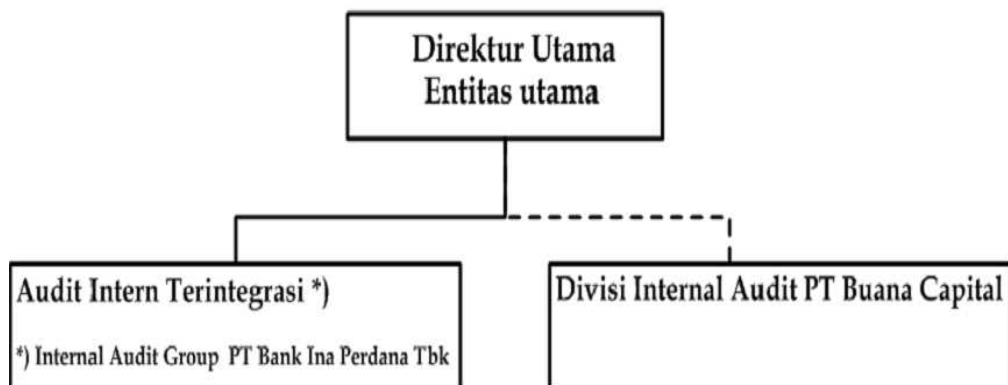 Direktur Utama
Entitas utama
Audit Intern Terintegrasi *)
*) Internal Audit Group PT Bank Ina Perdana Tbk
Divisi Internal Audit PT Buana Capital